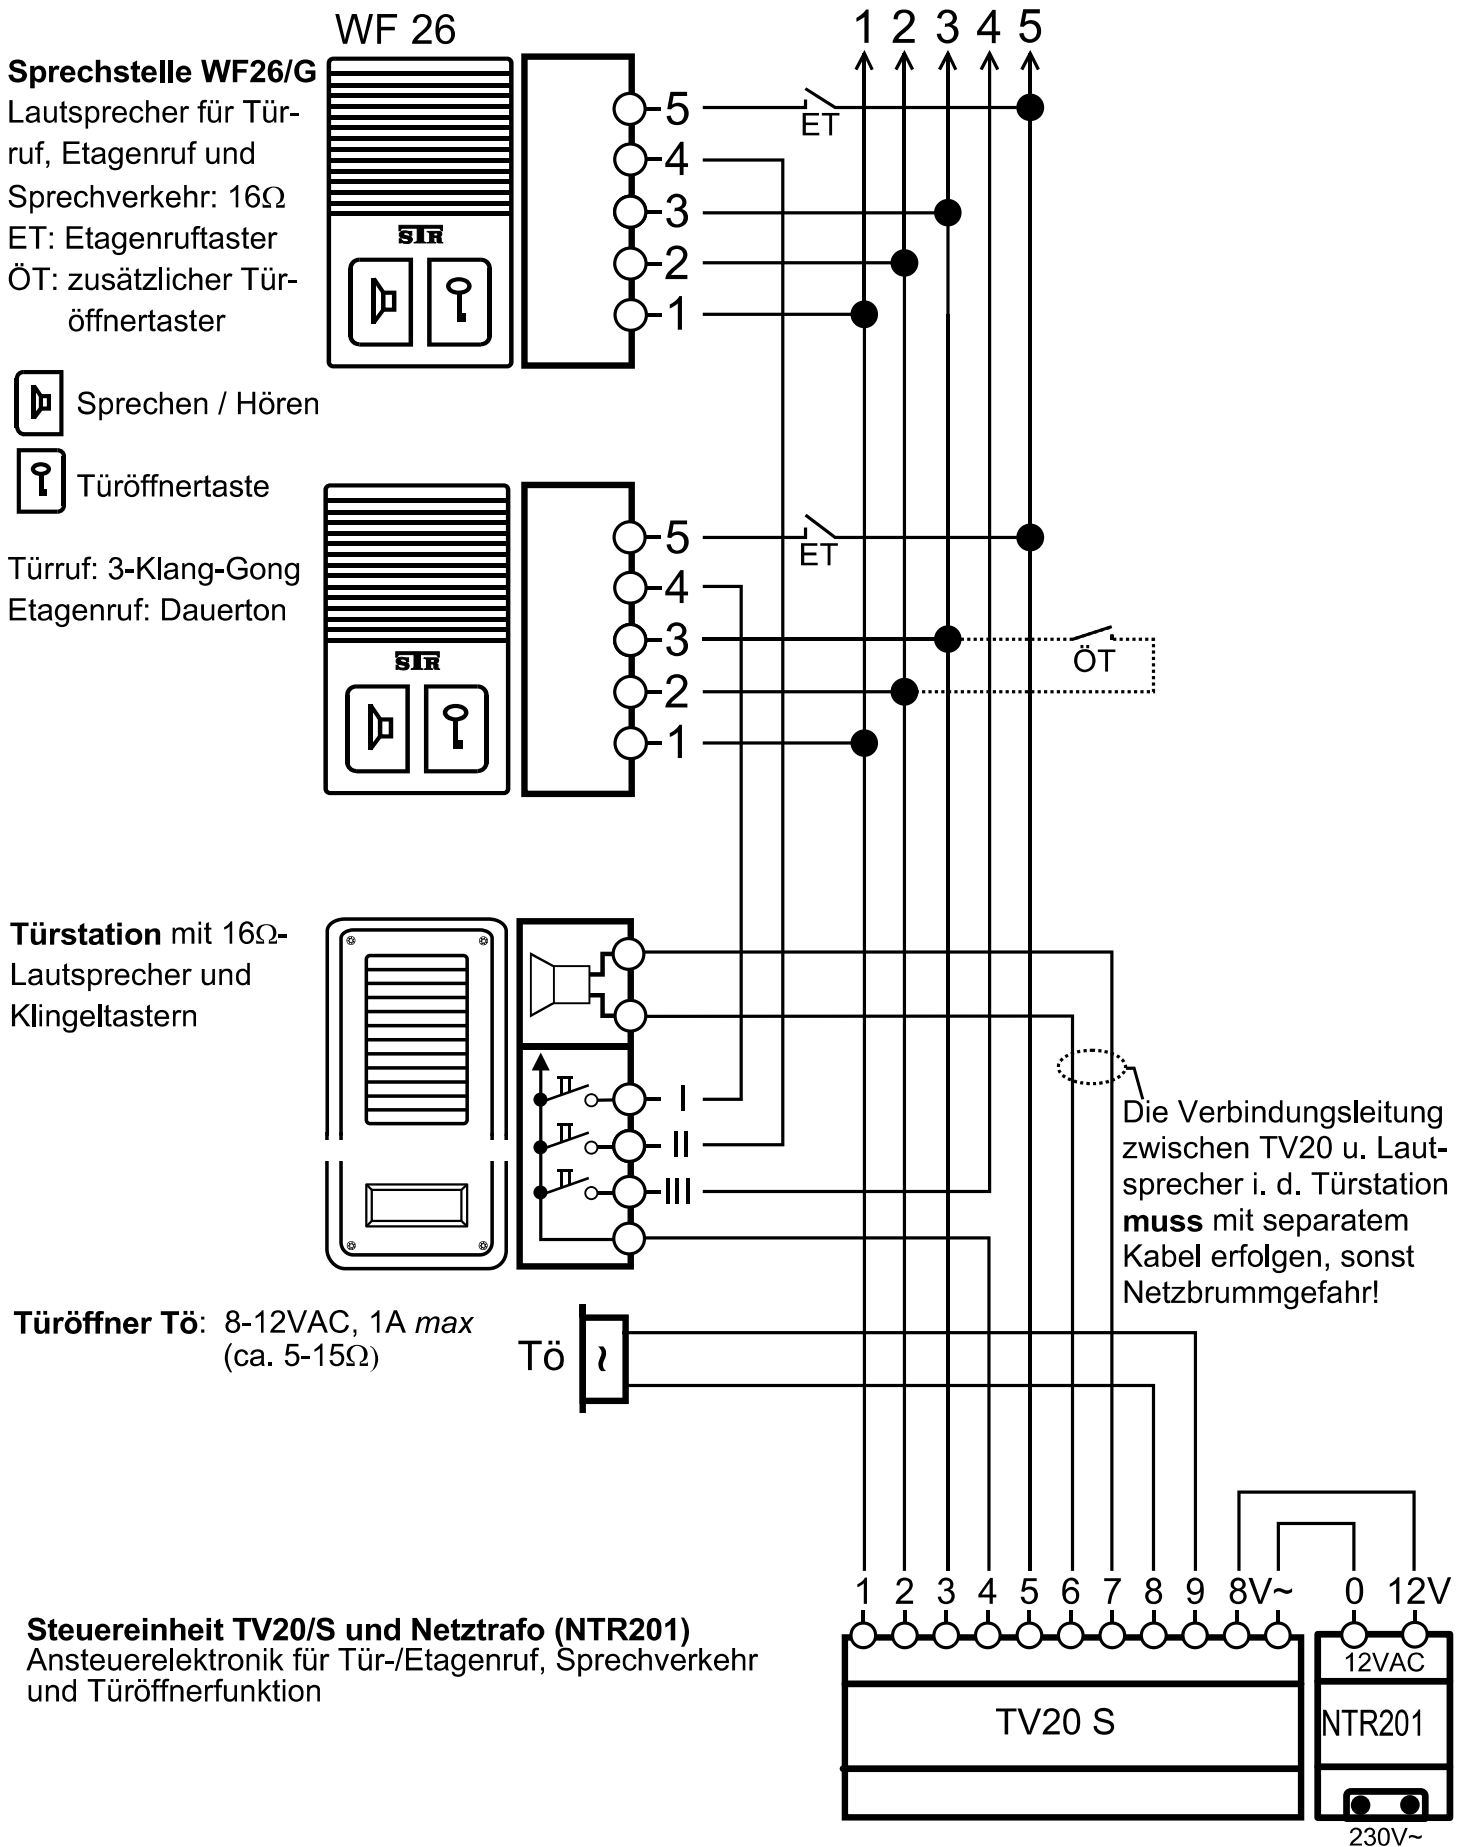 WF 26
1 2 3 4 5
Sprechstelle WF26/G
Lautsprecher für Tür-
ruf, Etagenruf und
Sprechverkehr: 16Ω
ET: Etagenruftaster
ÖT: zusätzlicher Tür-
öffnertaster
STR
5
ET
4
3
2
1
Sprechen / Hören
Türöffnertaste
Türruf: 3-Klang-Gong
Etagenruf: Dauerton
STR
5
ET
4
3
ÖT
2
1
Türstation mit 16Ω-
Lautsprecher und
Klingeltastern
I
II
III
Die Verbindungsleitung
zwischen TV20 u. Laut-
sprecher i. d. Türstation
muss mit separatem
Kabel erfolgen, sonst
Netzbrummgefahr!
Türöffner Tö: 8-12VAC, 1A max
(ca. 5-15Ω)
Tö
~
1 2 3 4 5 6 7 8 9 8V~ 0 12V
Steuereinheit TV20/S und Netztrafo (NTR201)
Ansteuerelektronik für Tür-/Etagenruf, Sprechverkehr
und Türöffnerfunktion
12VAC
TV20 S
NTR201
230V~